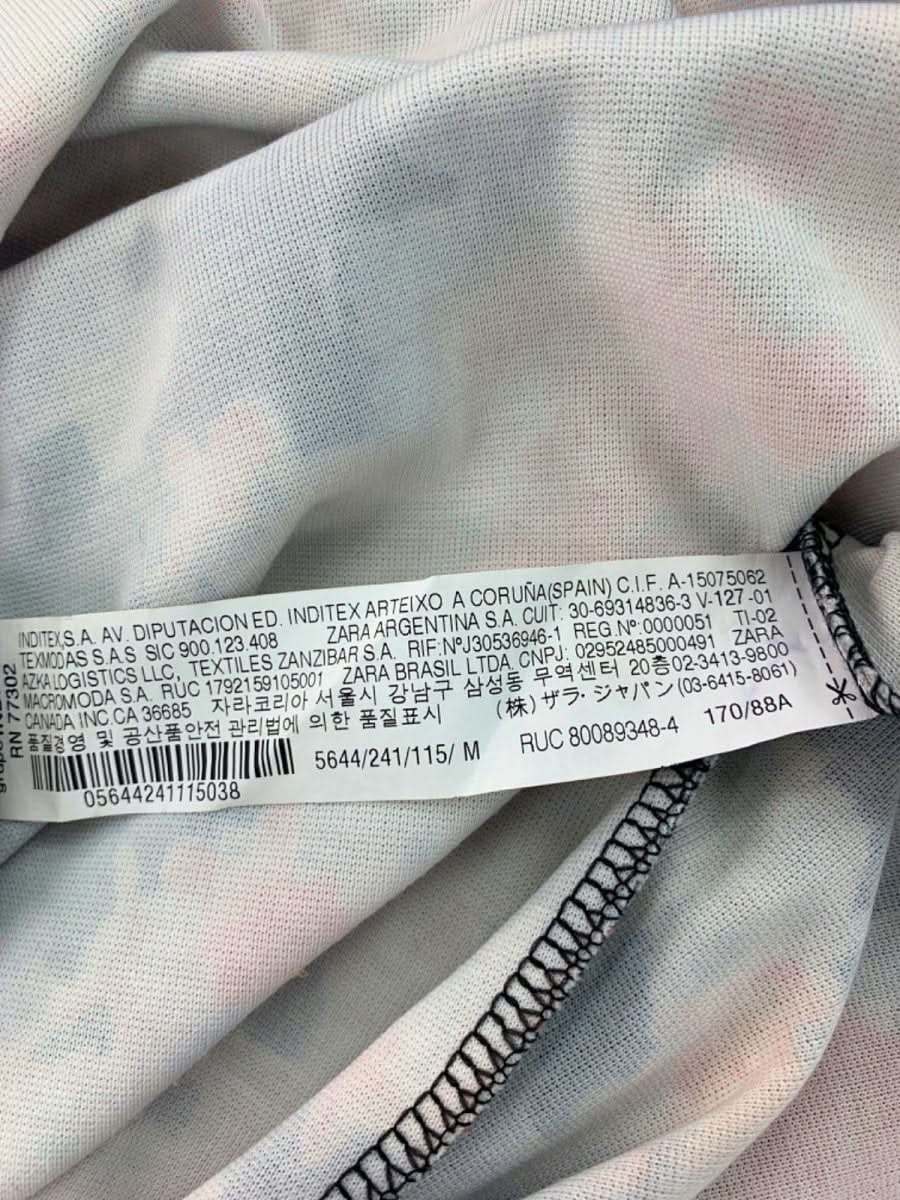 INDITEX,S.A. AV. DIPUTACION ED. INDITEX ARTEIXO A CORUÑA(SPAIN) C.I.F. A-15075062
TEXMODAS S.A.S SIC 900.123.408 ZARA ARGENTINA S.A. CUIT: 30-69314836-3 V-127-01
AZKA LOGISTICS LLC, TEXTILES ZANZIBAR S.A. RIF:NºJ30536946-1 REG.Nº:0000051 TI-02
MACROMODA S.A. RUC 1792159105001 ZARA BRASIL LTDA. CNPJ: 02952485000491 ZARA
CANADA INC.CA 36685 자라코리아 서울시 강남구 삼성동 무역센터 20층02-3413-9800
품질경영 및 공산품안전 관리법에 의한 품질표시 (株) ザラ・ジャパン (03-6415-8061)
5644/241/115/ M RUC 80089348-4 170/88A
05644241115038
RN 77302